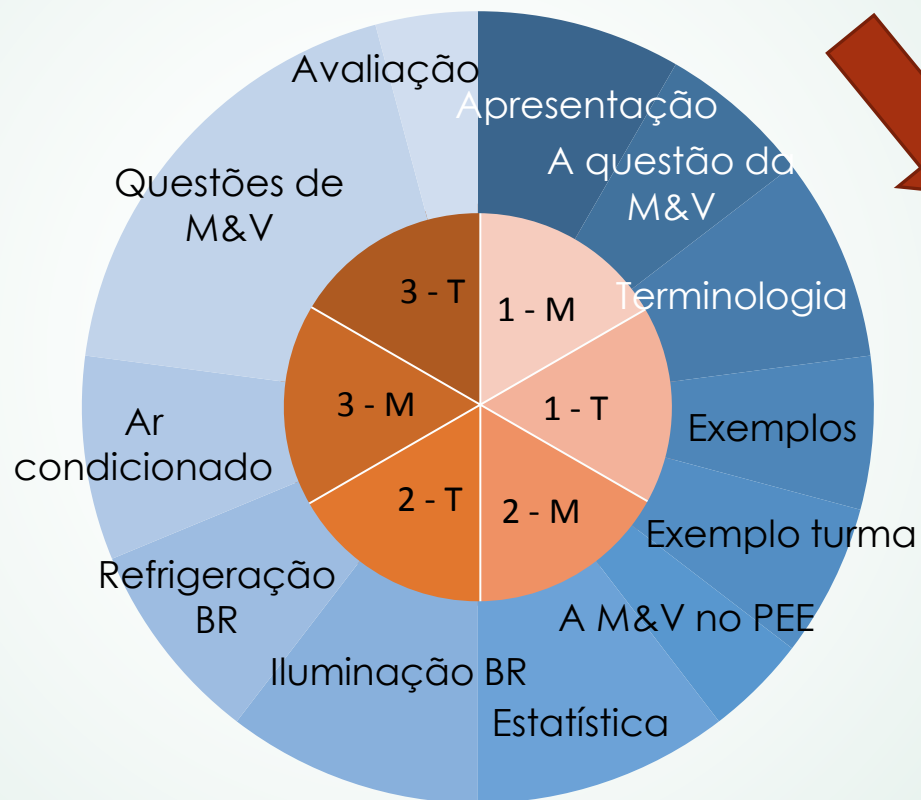 Avaliação
Apresentação
A questão da
M&V
Questões de
M&V
Terminologia
3 - T
1 - M
3 - M
1 - T
Exemplos
Ar
condicionado
2 - T
2 - M
Exemplo turma
Refrigeração
BR
A M&V no PEE
Iluminação BR
Estatística